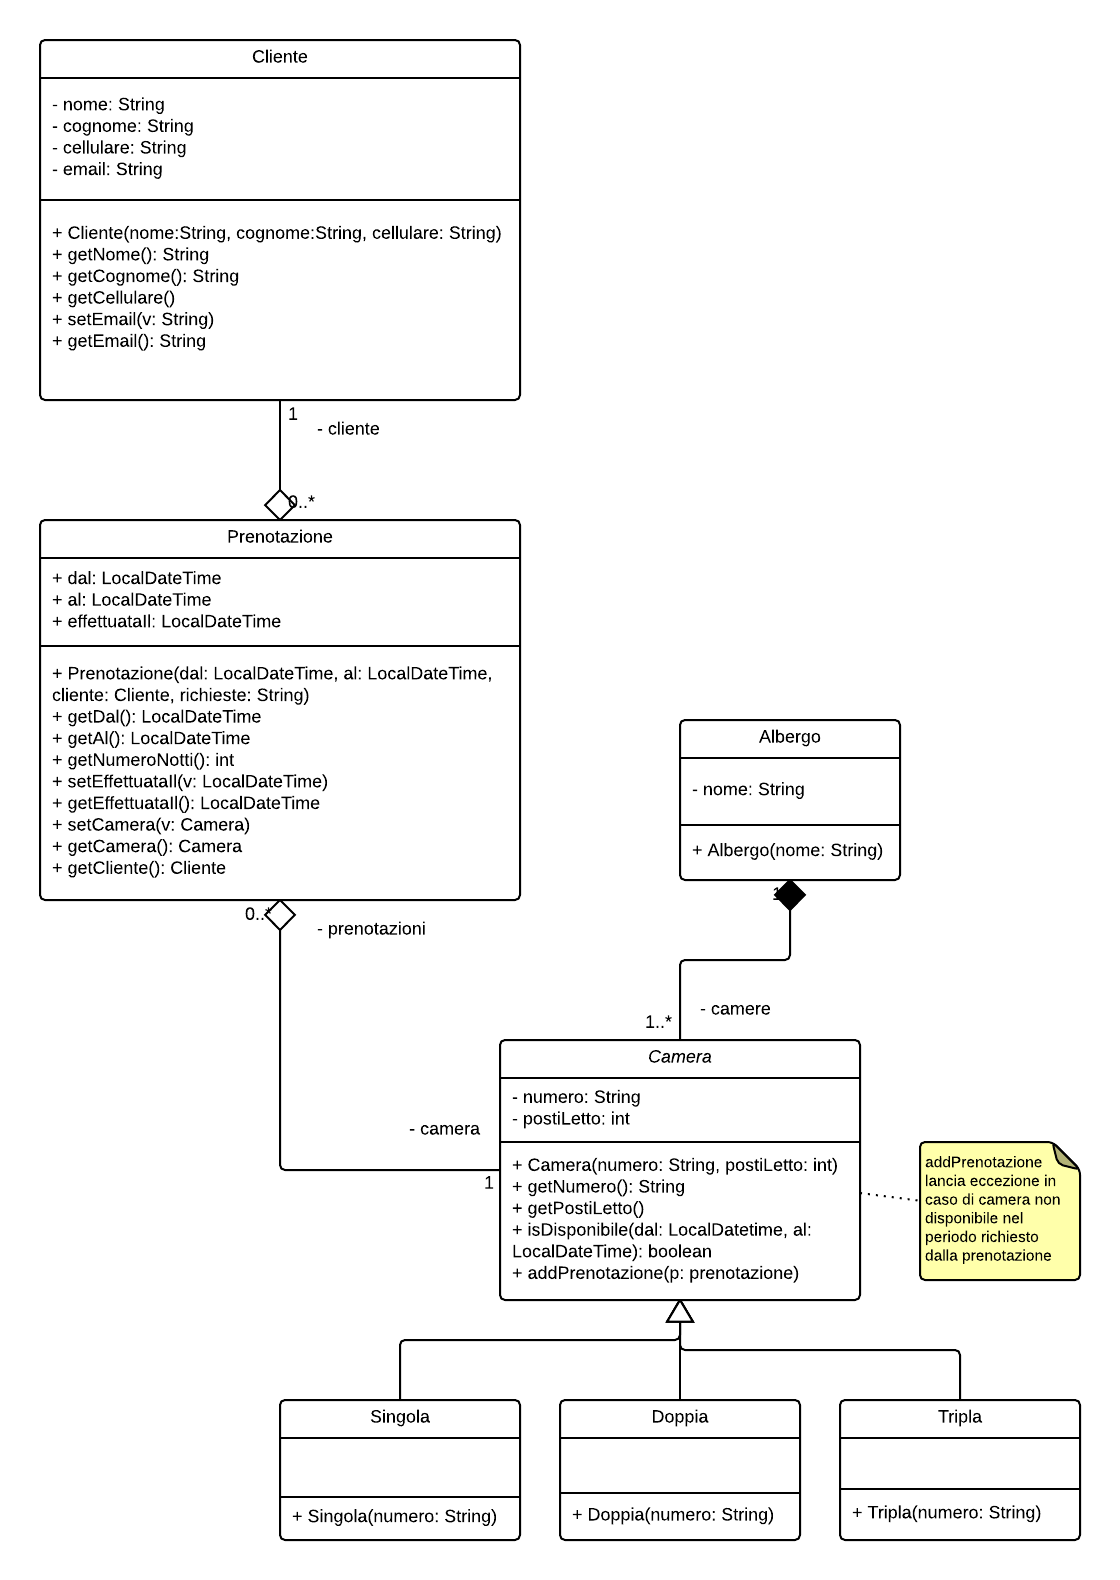 Cliente
- nome: String
- cognome: String
- cellulare: String
- email: String
+ Cliente(nome:String, cognome:String, cellulare: String)
+ getNome(): String
+ getCognome(): String
+ getCellulare()
+ setEmail(v: String)
+ getEmail(): String
1
- cliente
0..*
Prenotazione
+ dal: LocalDateTime
+ al: LocalDateTime
+ effettuataIl: LocalDateTime
+ Prenotazione(dal: LocalDateTime, al: LocalDateTime,
cliente: Cliente, richieste: String)
+ getDal(): LocalDateTime
+ getAl(): LocalDateTime
+ getNumeroNotti(): int
+ setEffettuataIl(v: LocalDateTime)
+ getEffettuataIl(): LocalDateTime
+ setCamera(v: Camera)
+ getCamera(): Camera
+ getCliente(): Cliente
Albergo
- nome: String
+ Albergo(nome: String)
1
0..*
- prenotazioni
- camere
1..*
Camera
- numero: String
- postiLetto: int
- camera
1
+ Camera(numero: String, postiLetto: int)
+ getNumero(): String
+ getPostiLetto()
+ isDisponibile(dal: LocalDatetime, al:
LocalDateTime): boolean
+ addPrenotazione(p: prenotazione)
addPrenotazione
lancia eccezione in
caso di camera non
disponibile nel
periodo richiesto
dalla prenotazione
Singola
+ Singola(numero: String)
Doppia
+ Doppia(numero: String)
Tripla
+ Tripla(numero: String)